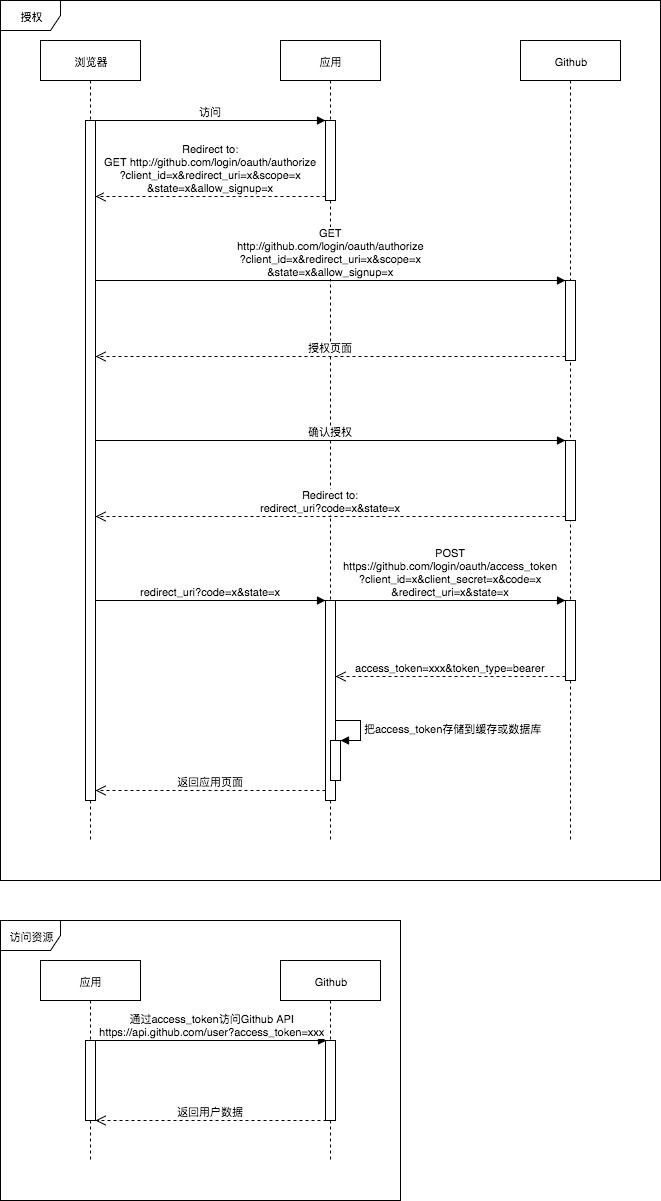 授权
浏览器
应用
Github
访问
Redirect to:
GET http://github.com/login/oauth/authorize
?client_id=x&redirect_uri=x&scope=x
&state=x&allow_signup=x
GET
http://github.com/login/oauth/authorize
?client_id=x&redirect_uri=x&scope=x
&state=x&allow_signup=x
授权页面
确认授权
Redirect to:
redirect_uri?code=x&state=x
redirect_uri?code=x&state=x
POST
https://github.com/login/oauth/access_token
?client_id=x&client_secret=x&code=x
&redirect_uri=x&state=x
access_token=xxx&token_type=bearer
把access_token存储到缓存或数据库
返回应用页面
访问资源
应用
Github
通过access_token访问Github API
https://api.github.com/user?access_token=xxx
返回用户数据